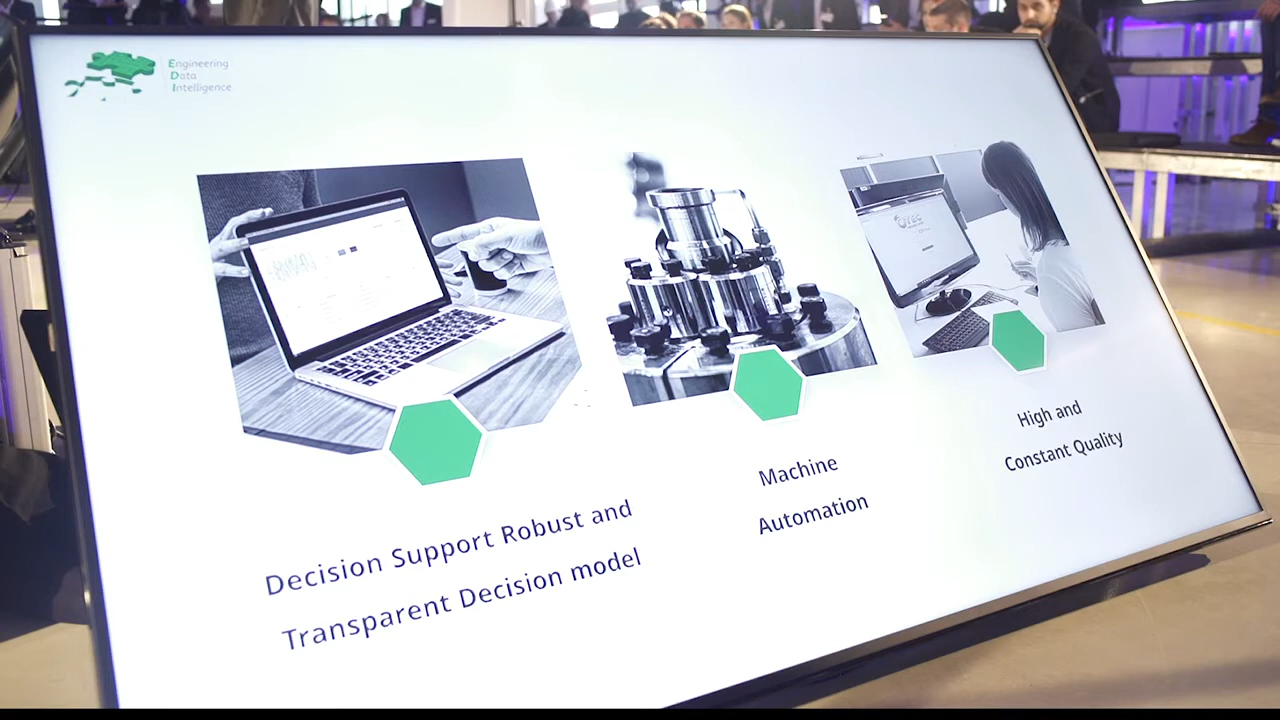 Engineering
Data
Intelligence
Decision Support Robust and
Transparent Decision model
Machine
Automation
High and
Constant Quality